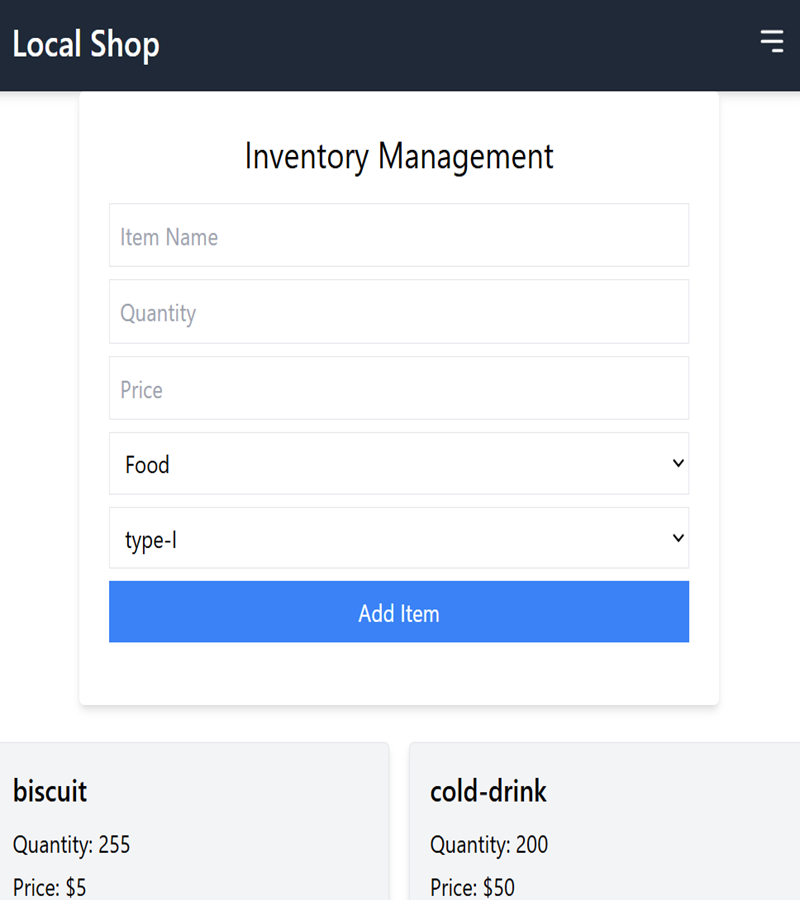 Local Shop
Inventory Management
Item Name
Quantity
Price
Food
type-I
Add Item
biscuit
Quantity: 255
Price: $5
cold-drink
Quantity: 200
Price: $50